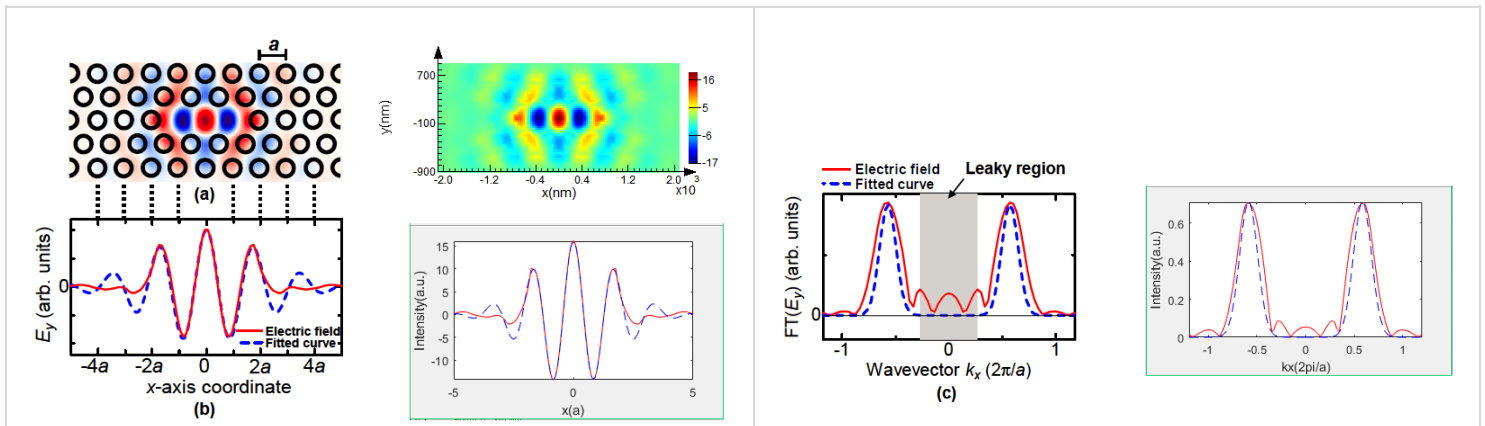 a
(a)
y(nm)
700
-100
-900
-2.0 -1.2 -0.4 0.4 1.2 2.0
x(nm)
3
x10
16
5
-6
-17
E_y (arb. units)
0
Electric field
Fitted curve
-4a -2a 0 2a 4a
x-axis coordinate
(b)
Intensity(a.u.)
15
10
5
0
-5
-10
-5 0 5
x(a)
Electric field
Fitted curve
Leaky region
FT(E_y) (arb. units)
0
-1 0 1
Wavevector k_x (2π/a)
(c)
Intensity(a.u.)
0.6
0.4
0.2
0
-1 -0.5 0 0.5 1
kx(2pi/a)